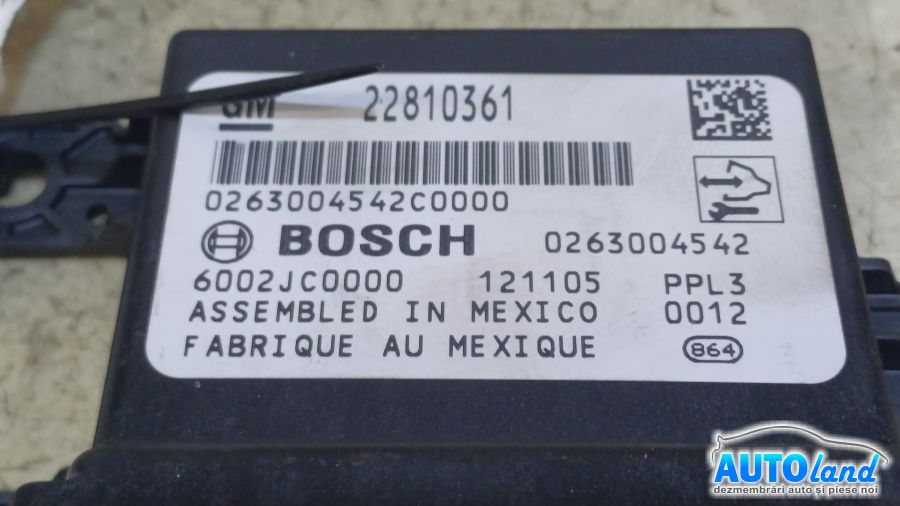 GM 22810361
0263004542C0000
BOSCH 0263004542
6002JC0000 121105 PPL3
ASSEMBLED IN MEXICO 0012
FABRIQUE AU MEXIQUE 864
AUTOland
dezmembrări auto și piese noi